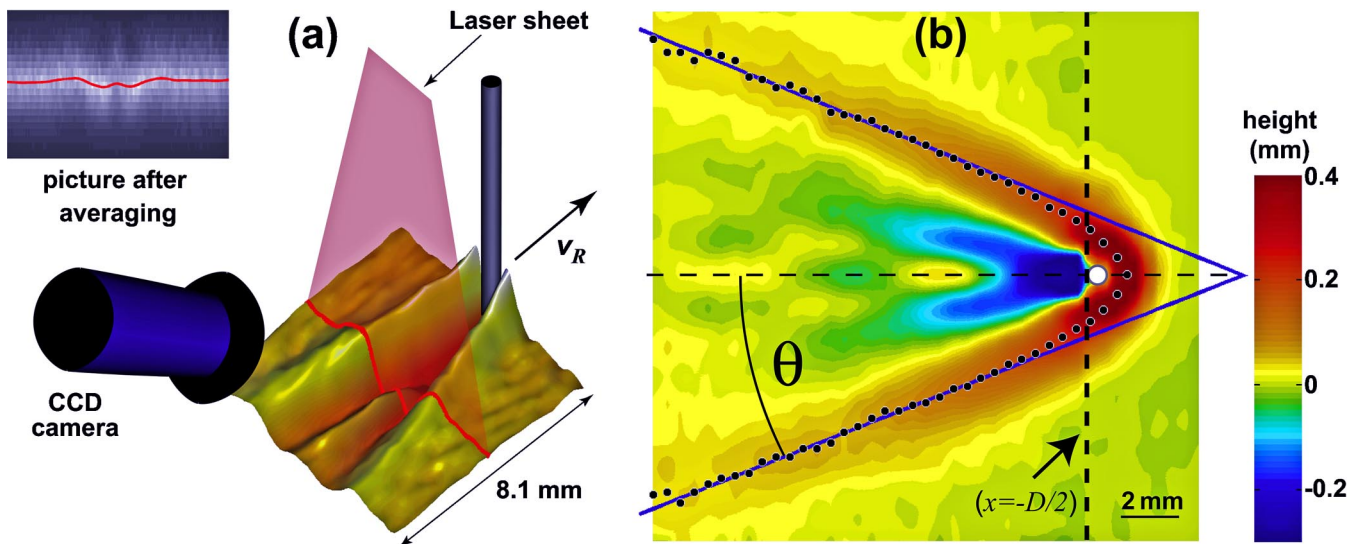 (a)
Laser sheet
picture after
averaging
v_R
CCD
camera
8.1 mm
(b)
θ
(x=-D/2)
2 mm
height
(mm)
0.4
0.2
0
-0.2